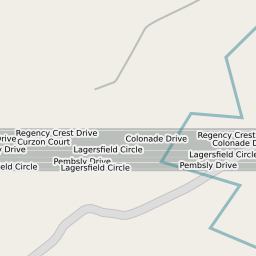 Regency Crest Drive
Drive
Colonade Drive
Regency Crest
Curzon Court
Colonade D
y Drive
Lagersfield Circle
Lagersfield Circle
Pembsly Drive
Pembsly Drive
field Circle
Lagersfield Circle